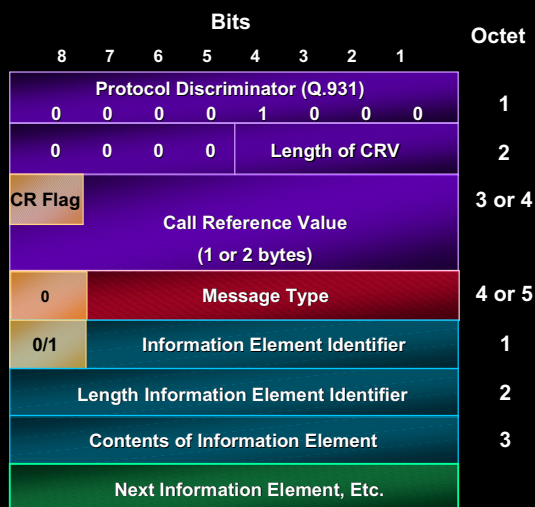 Bits
Octet
8 7 6 5 4 3 2 1
Protocol Discriminator (Q.931)
0 0 0 0 1 0 0 0
1
0 0 0 0 Length of CRV
2
CR Flag
3 or 4
Call Reference Value
(1 or 2 bytes)
0 Message Type
4 or 5
0/1 Information Element Identifier
1
Length Information Element Identifier
2
Contents of Information Element
3
Next Information Element, Etc.